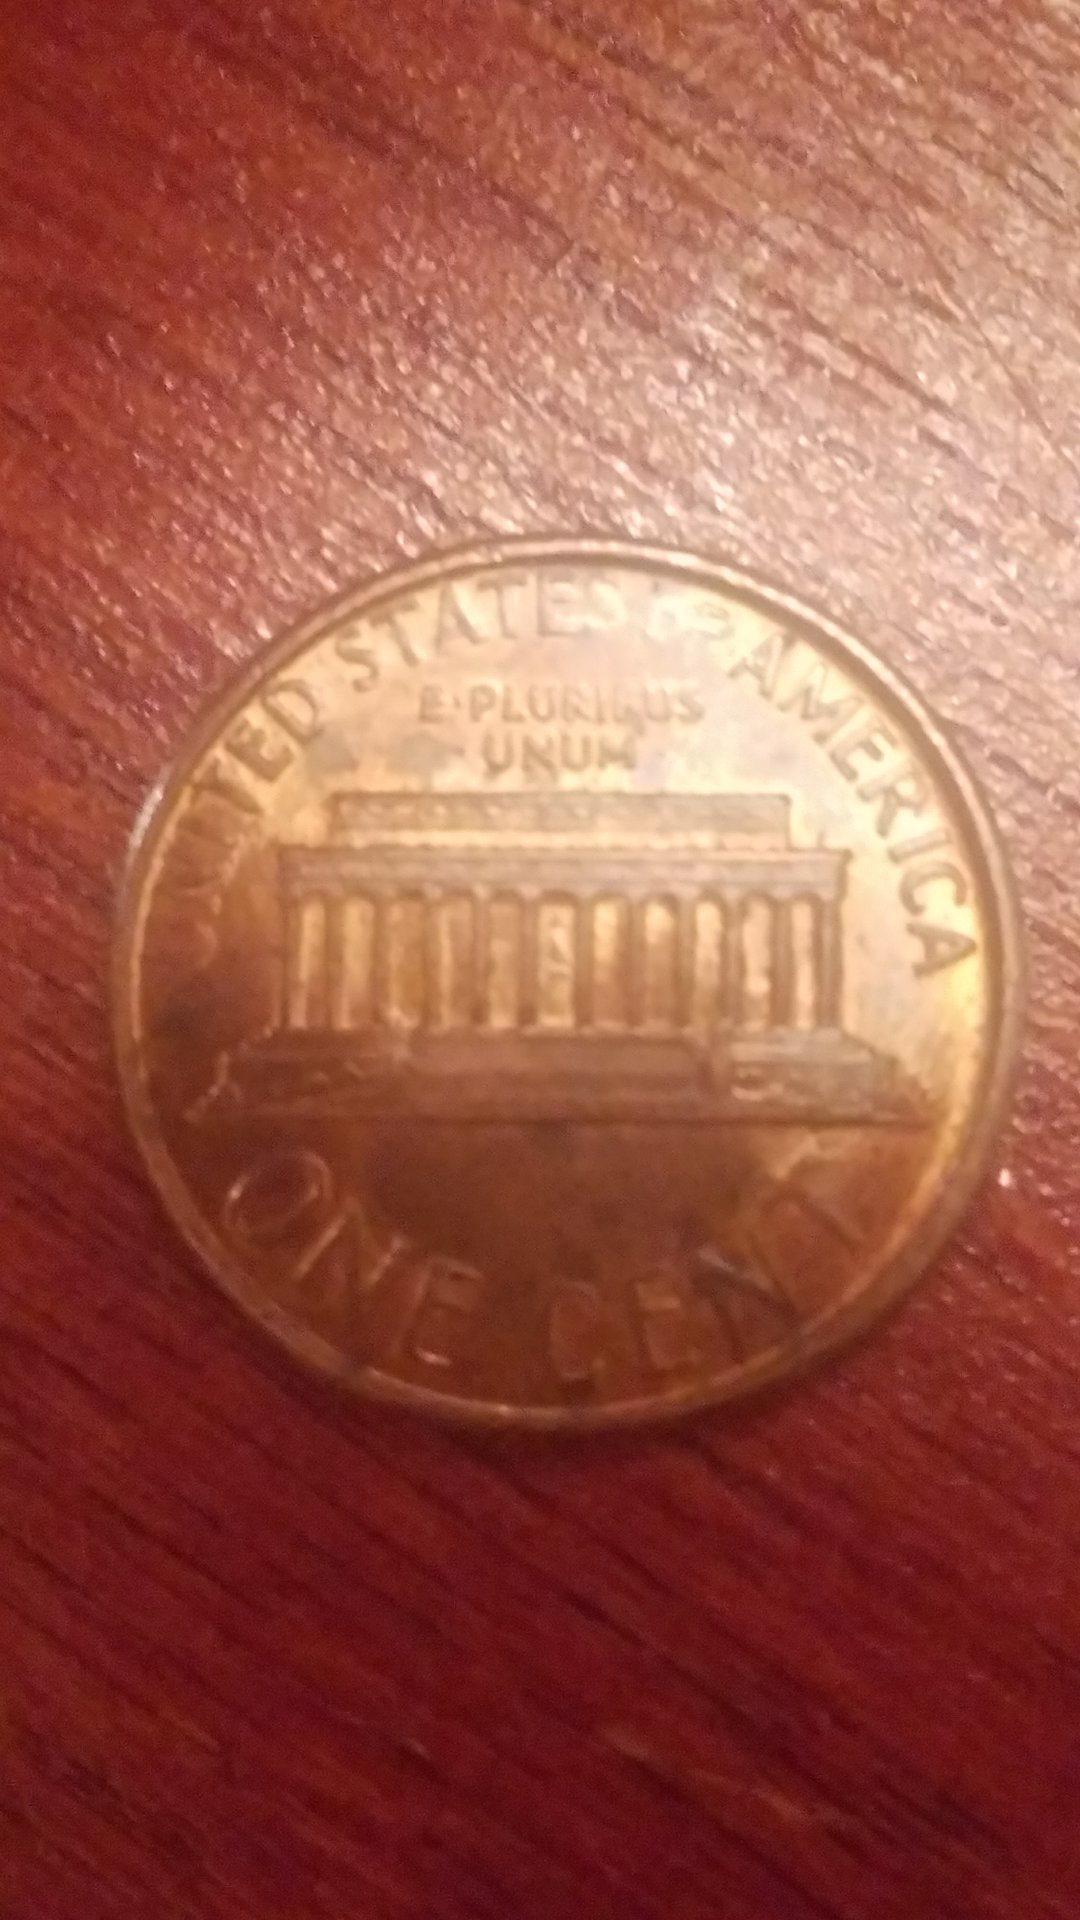 UNITED STATES OF AMERICA
E·PLURIBUS
UNUM
ONE CENT